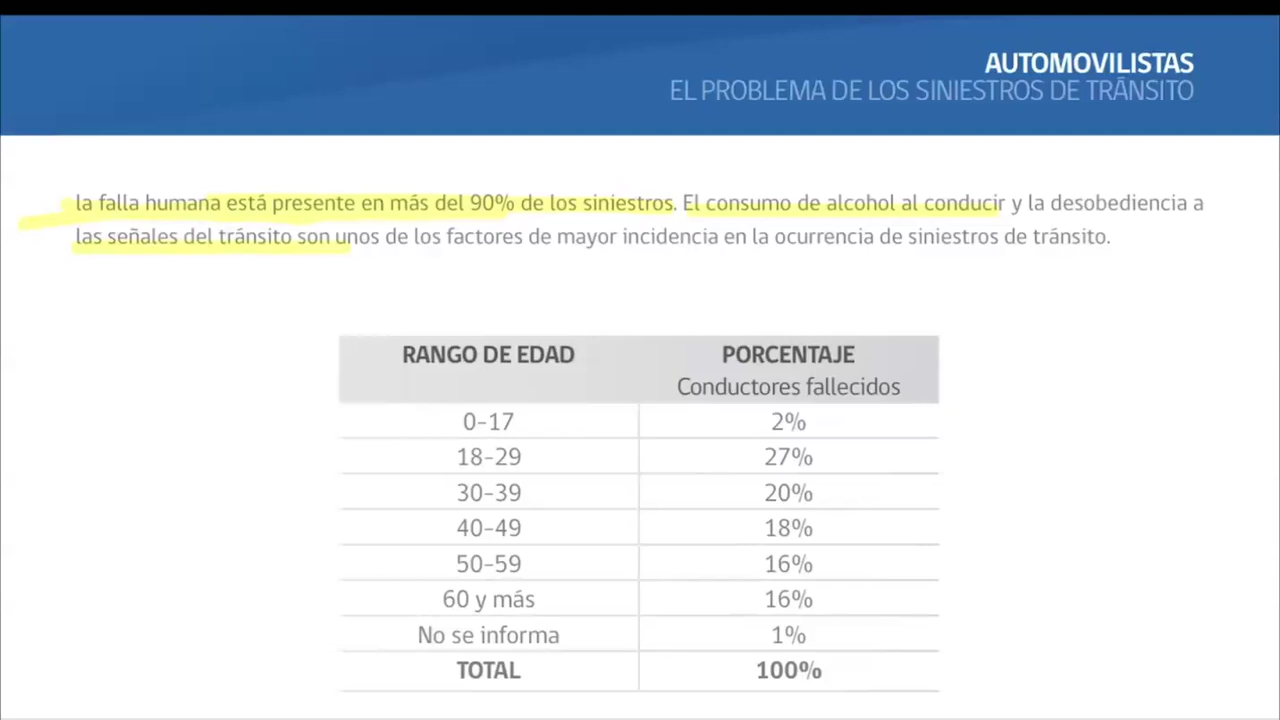 AUTOMOVILISTAS
EL PROBLEMA DE LOS SINIESTROS DE TRÁNSITO
la falla humana está presente en más del 90% de los siniestros. El consumo de alcohol al conducir y la desobediencia a
las señales del tránsito son unos de los factores de mayor incidencia en la ocurrencia de siniestros de tránsito.
RANGO DE EDAD PORCENTAJE
Conductores fallecidos
0-17 2%
18-29 27%
30-39 20%
40-49 18%
50-59 16%
60 y más 16%
No se informa 1%
TOTAL 100%